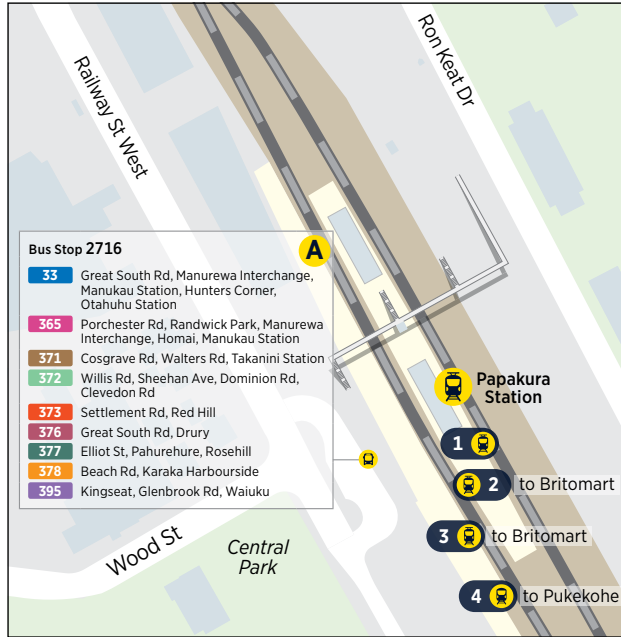 Railway St West
Ron Keat Dr
A
Bus Stop 2716
33 Great South Rd, Manurewa Interchange,
Manukau Station, Hunters Corner,
Otahuhu Station
365 Porchester Rd, Randwick Park, Manurewa
Interchange, Homai, Manukau Station
371 Cosgrave Rd, Walters Rd, Takanini Station
372 Willis Rd, Sheehan Ave, Dominion Rd,
Clevedon Rd
373 Settlement Rd, Red Hill
376 Great South Rd, Drury
377 Elliot St, Pahurehure, Rosehill
378 Beach Rd, Karaka Harbourside
395 Kingseat, Glenbrook Rd, Waiuku
Papakura
Station
1
2 to Britomart
3 to Britomart
4 to Pukekohe
Wood St
Central
Park